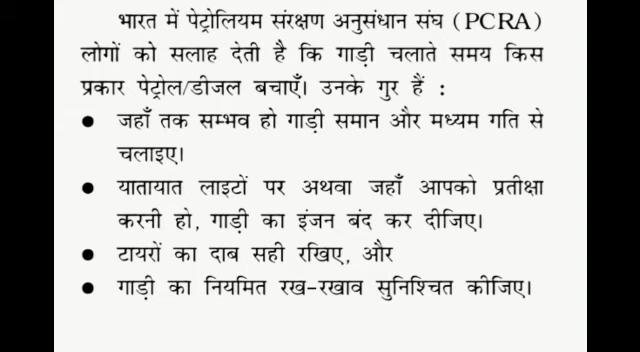 भारत में पेट्रोलियम संरक्षण अनुसंधान संघ (PCRA)
लोगों को सलाह देती है कि गाड़ी चलाते समय किस
प्रकार पेट्रोल/डीजल बचाएँ। उनके गुर हैं :
● जहाँ तक सम्भव हो गाड़ी समान और मध्यम गति से
चलाइए।
● यातायात लाइटों पर अथवा जहाँ आपको प्रतीक्षा
करनी हो, गाड़ी का इंजन बंद कर दीजिए।
● टायरों का दाब सही रखिए, और
● गाड़ी का नियमित रख-रखाव सुनिश्चित कीजिए।